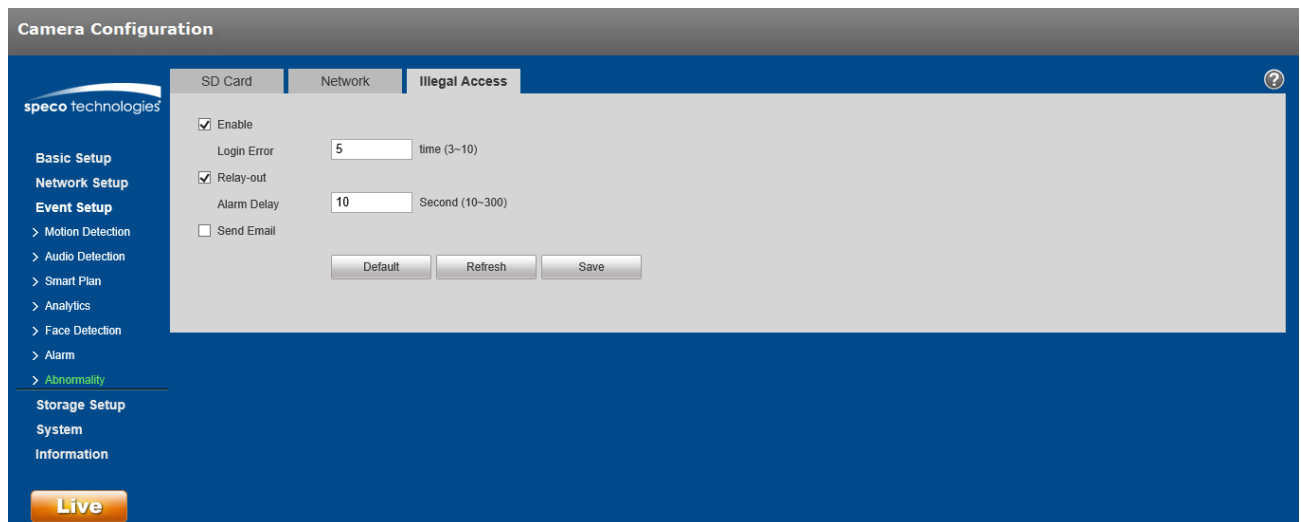 Camera Configuration
speco technologies
SD Card Network Illegal Access ?
Enable
Login Error 5 time (3~10)
Relay-out
Alarm Delay 10 Second (10~300)
Send Email
Default Refresh Save
Basic Setup
Network Setup
Event Setup
> Motion Detection
> Audio Detection
> Smart Plan
> Analytics
> Face Detection
> Alarm
> Abnormality
Storage Setup
System
Information
Live